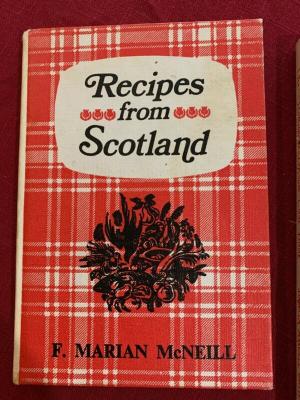 Recipes
from
Scotland
F. MARIAN McNEILL